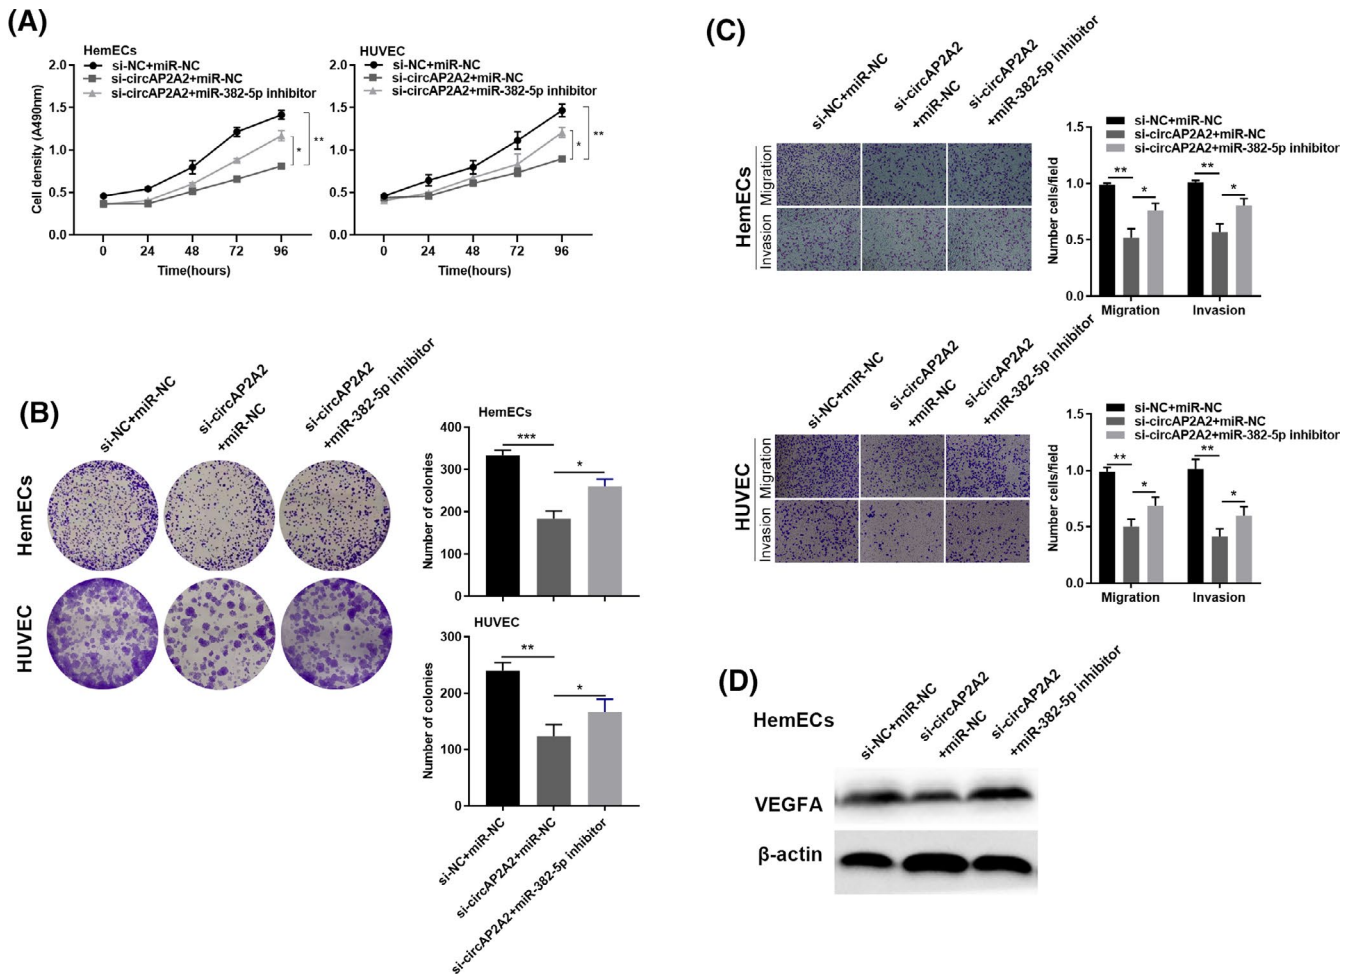 (A)
HemECs
si-NC+miR-NC
si-circAP2A2+miR-NC
si-circAP2A2+miR-382-5p inhibitor
2.0
1.5
1.0
0.5
0.0
Cell density (A490nm)
*
**
0 24 48 72 96
Time(hours)
HUVEC
si-NC+miR-NC
si-circAP2A2+miR-NC
si-circAP2A2+miR-382-5p inhibitor
2.0
1.5
1.0
0.5
0.0
*
**
0 24 48 72 96
Time(hours)
(B)
si-NC+miR-NC
si-circAP2A2
+miR-NC
si-circAP2A2
+miR-382-5p inhibitor
HemECs
HUVEC
HemECs
400
300
200
100
0
Number of colonies
***
*
HUVEC
300
200
100
0
Number of colonies
**
*
si-NC+miR-NC
si-circAP2A2+miR-NC
si-circAP2A2+miR-382-5p inhibitor
(C)
si-NC+miR-NC
si-circAP2A2
+miR-NC
si-circAP2A2
+miR-382-5p inhibitor
HemECs
Migration
Invasion
si-NC+miR-NC
si-circAP2A2+miR-NC
si-circAP2A2+miR-382-5p inhibitor
1.5
1.0
0.5
0.0
Number cells/field
** *
** *
Migration Invasion
si-NC+miR-NC
si-circAP2A2
+miR-NC
si-circAP2A2
+miR-382-5p inhibitor
HUVEC
Migration
Invasion
si-NC+miR-NC
si-circAP2A2+miR-NC
si-circAP2A2+miR-382-5p inhibitor
1.5
1.0
0.5
0.0
Number cells/field
** *
** *
Migration Invasion
(D)
HemECs
si-NC+miR-NC
si-circAP2A2
+miR-NC
si-circAP2A2
+miR-382-5p inhibitor
VEGFA
β-actin